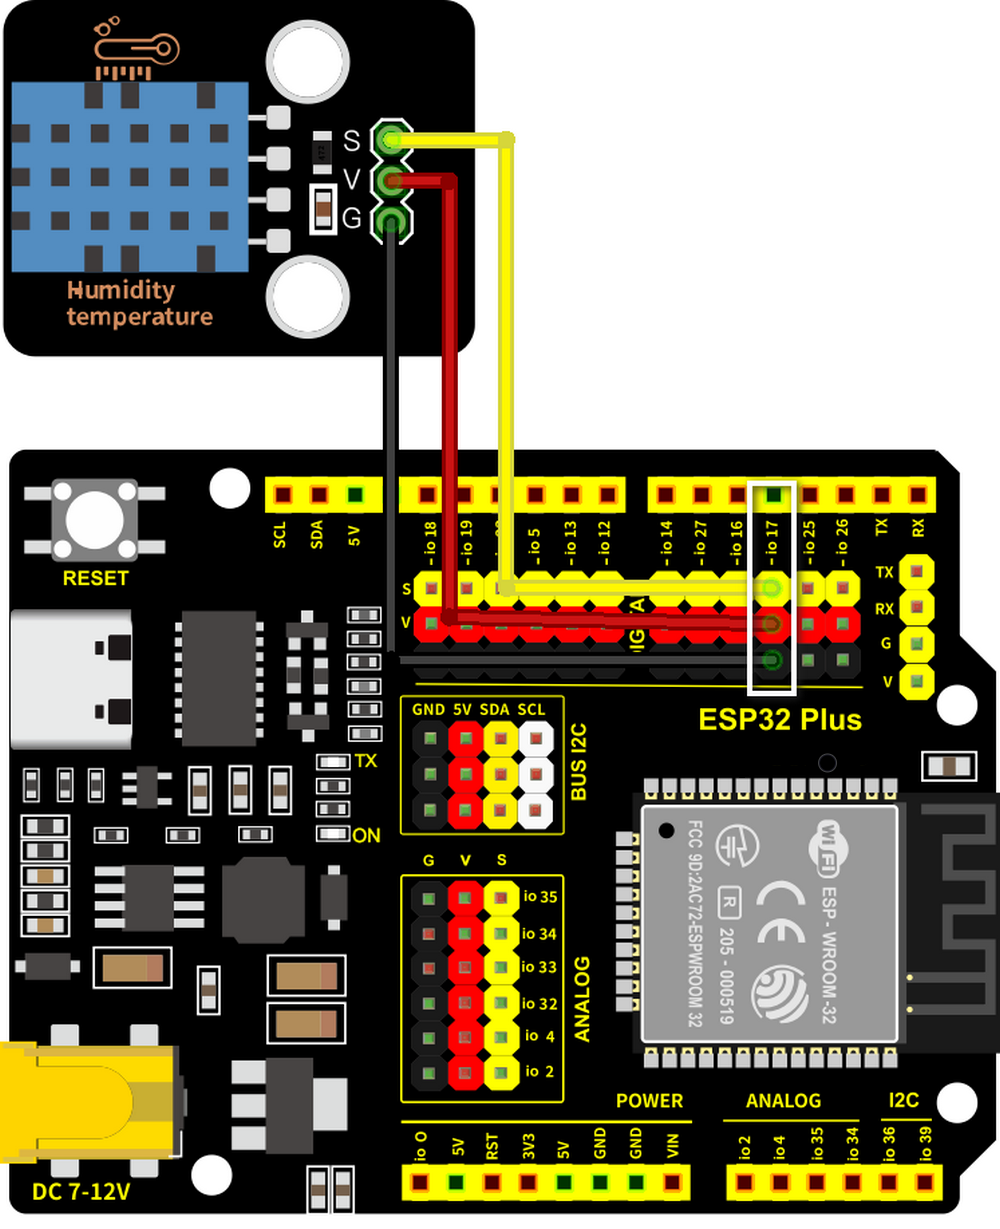 S
V
G
Humidity
temperature
RESET
SCL
SDA
5V
io 18
io 19
io 5
io 13
io 12
io 14
io 27
io 16
io 17
io 25
io 26
TX
RX
S
V
TX
RX
G
V
ESP32 Plus
GND 5V SDA SCL
BUS I2C
TX
ON
G V S
io 35
io 34
io 33
io 32
io 4
io 2
ANALOG
WiFi
FCC 9D:2AC72-ESPWROOM 32
R 205 - 000519
CE
ESP - WROOM -32
DC 7-12V
POWER
io O
5V
RST
3V3
5V
GND
GND
VIN
ANALOG
I2C
io 2
io 4
io 35
io 34
io 36
io 39